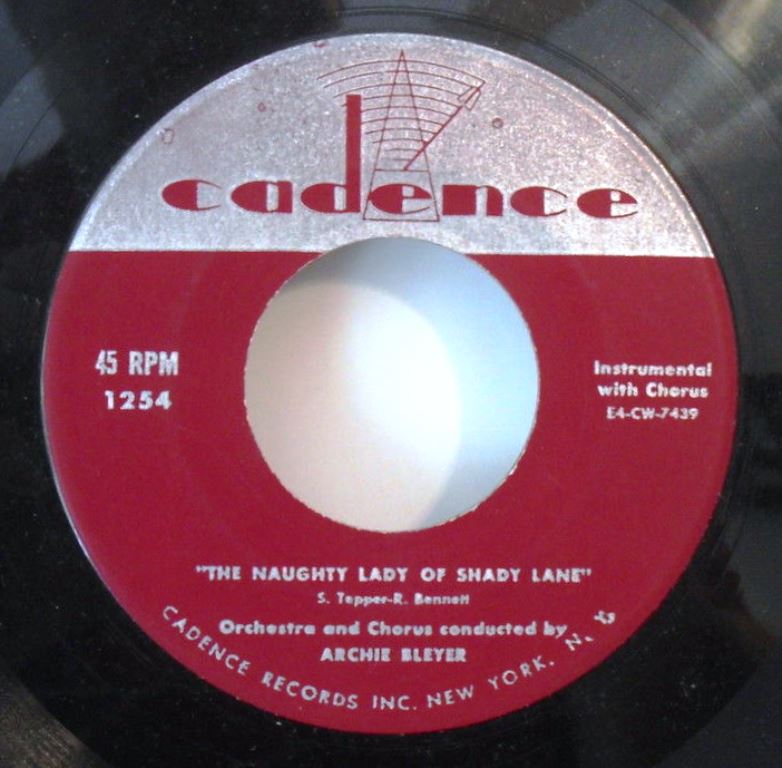 cadence
45 RPM
1254
Instrumental
with Chorus
E4-CW-7439
"THE NAUGHTY LADY OF SHADY LANE"
S. Tepper-R. Bennett
Orchestra and Chorus conducted by
ARCHIE BLEYER
CADENCE RECORDS INC. NEW YORK, N. Y.